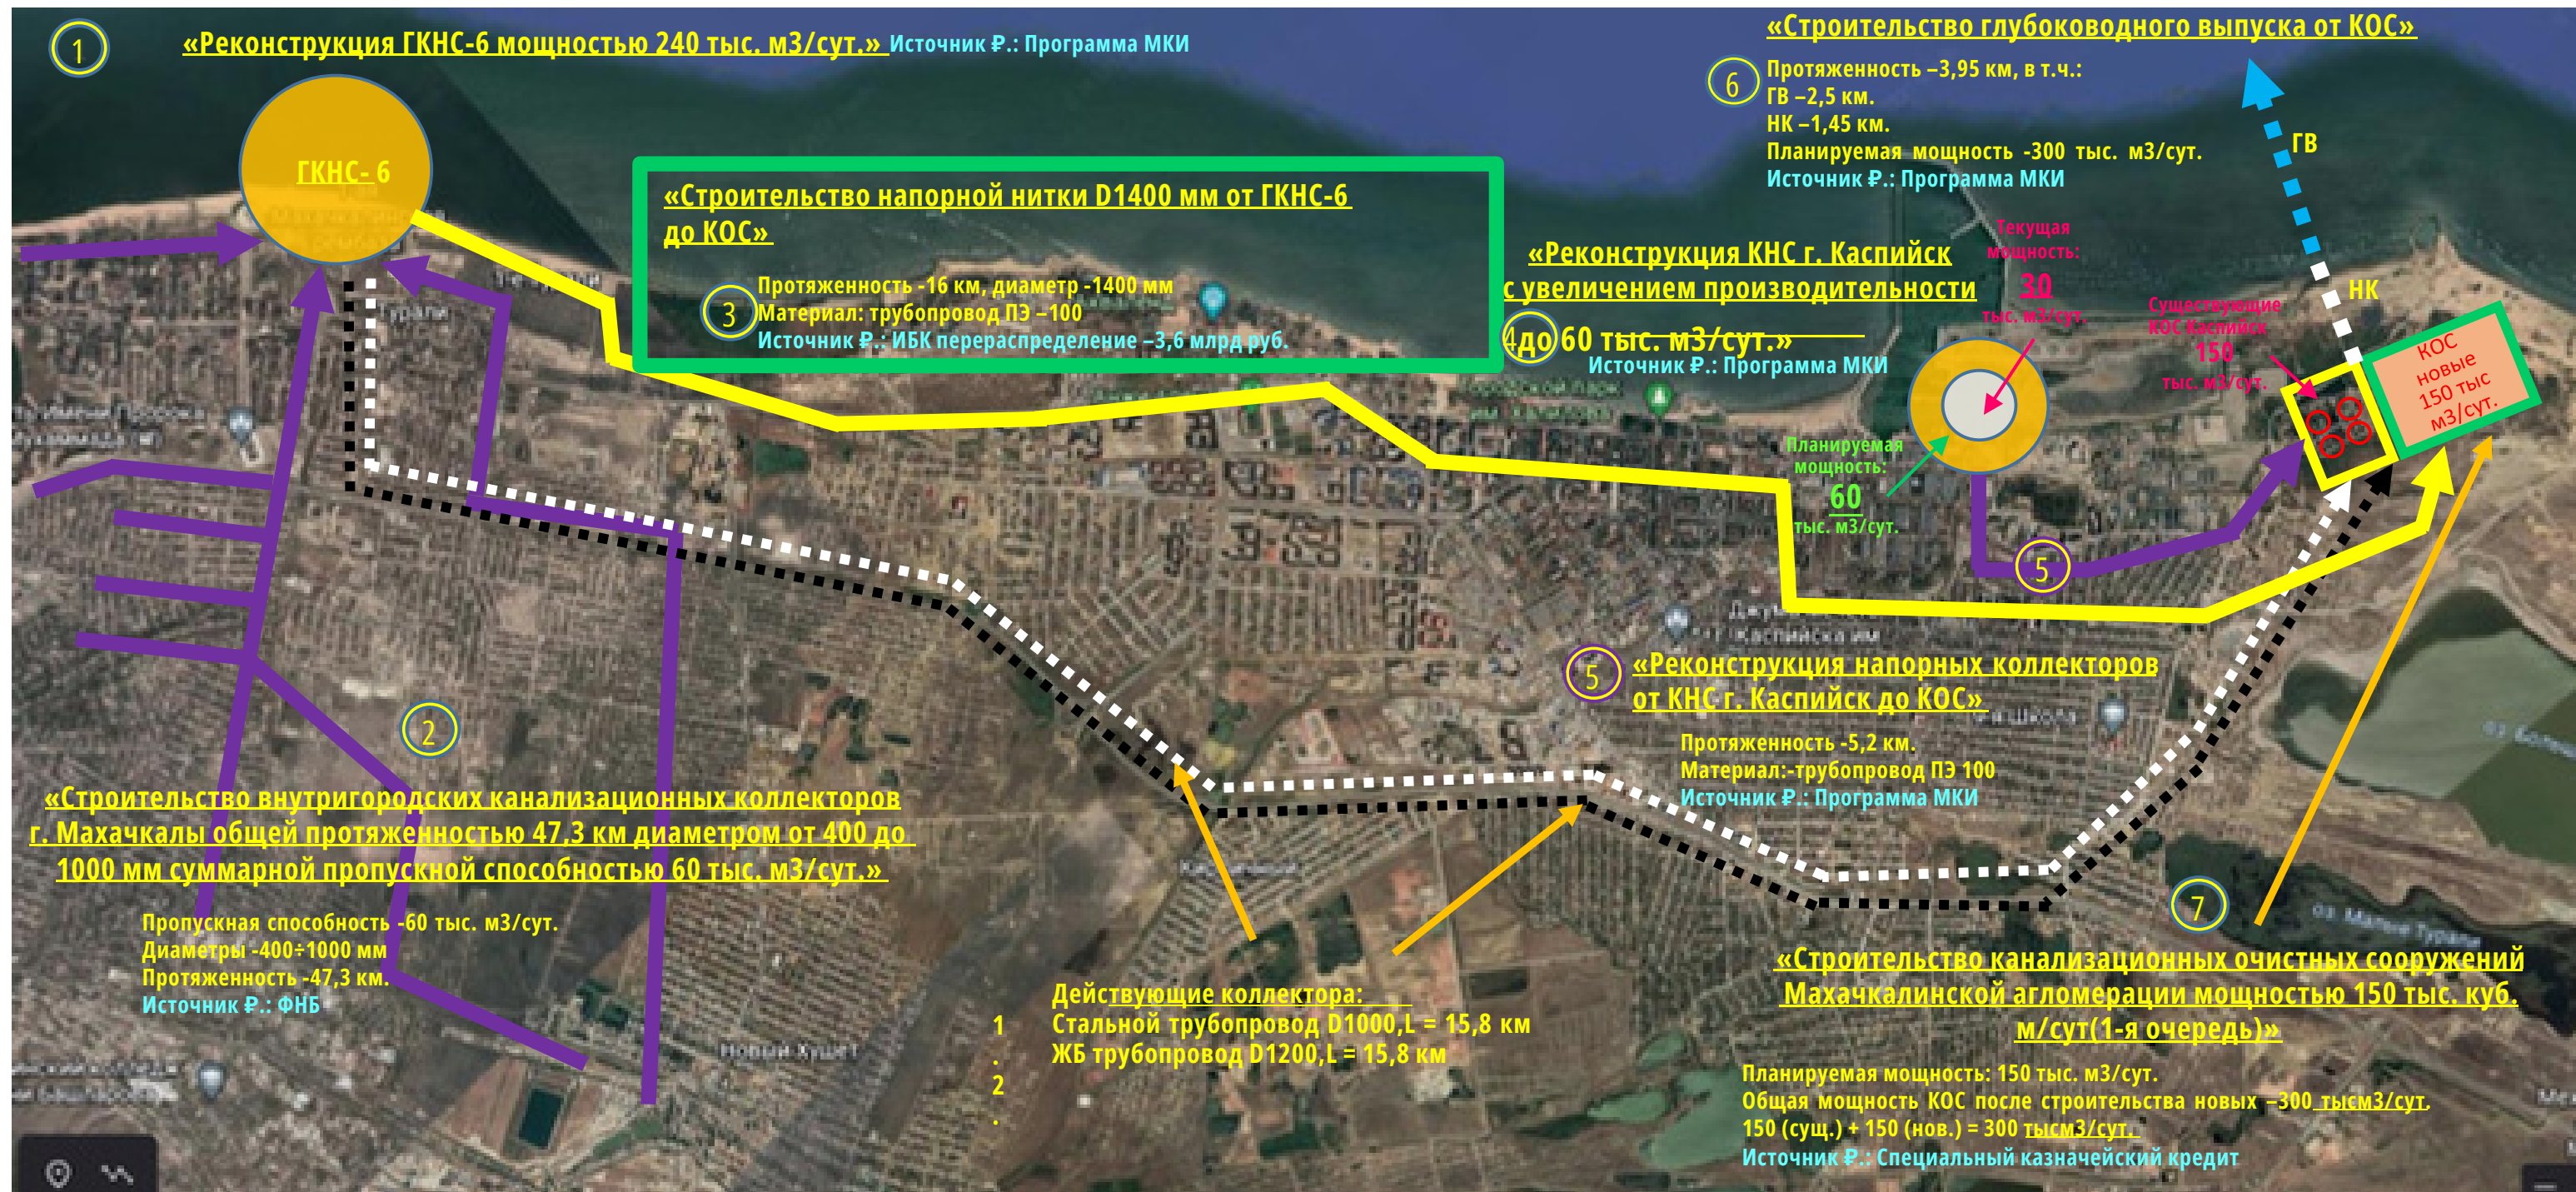 1
«Реконструкция ГКНС-6 мощностью 240 тыс. м3/сут.» Источник ₽.: Программа МКИ
ГКНС- 6
«Строительство напорной нитки D1400 мм от ГКНС-6
до КОС»
3
Протяженность -16 км, диаметр -1400 мм
Материал: трубопровод ПЭ –100
Источник ₽.: ИБК перераспределение –3,6 млрд руб.
«Строительство глубоководного выпуска от КОС»
6
Протяженность –3,95 км, в т.ч.:
ГВ –2,5 км.
НК –1,45 км.
Планируемая мощность -300 тыс. м3/сут.
Источник ₽.: Программа МКИ
ГВ
НК
«Реконструкция КНС г. Каспийск
с увеличением производительности
4
до 60 тыс. м3/сут.»
Источник ₽.: Программа МКИ
Текущая
мощность:
30
тыс. м3/сут.
Существующие
КОС Каспийск
150
тыс. м3/сут.
КОС
новые
150 тыс
м3/сут.
Планируемая
мощность:
60
тыс. м3/сут.
5
5
«Реконструкция напорных коллекторов
от КНС г. Каспийск до КОС»
Протяженность -5,2 км.
Материал:-трубопровод ПЭ 100
Источник ₽.: Программа МКИ
Турали
2
«Строительство внутригородских канализационных коллекторов
г. Махачкалы общей протяженностью 47,3 км диаметром от 400 до
1000 мм суммарной пропускной способностью 60 тыс. м3/сут.»
Пропускная способность -60 тыс. м3/сут.
Диаметры -400÷1000 мм
Протяженность -47,3 км.
Источник ₽.: ФНБ
Новый Хушет
Действующие коллектора:
1. Стальной трубопровод D1000,L = 15,8 км
2. ЖБ трубопровод D1200,L = 15,8 км
7
оз. Малые Турали
«Строительство канализационных очистных сооружений
Махачкалинской агломерации мощностью 150 тыс. куб.
м/сут(1-я очередь)»
Планируемая мощность: 150 тыс. м3/сут.
Общая мощность КОС после строительства новых –300 тысм3/сут.
150 (сущ.) + 150 (нов.) = 300 тысм3/сут.
Источник ₽.: Специальный казначейский кредит